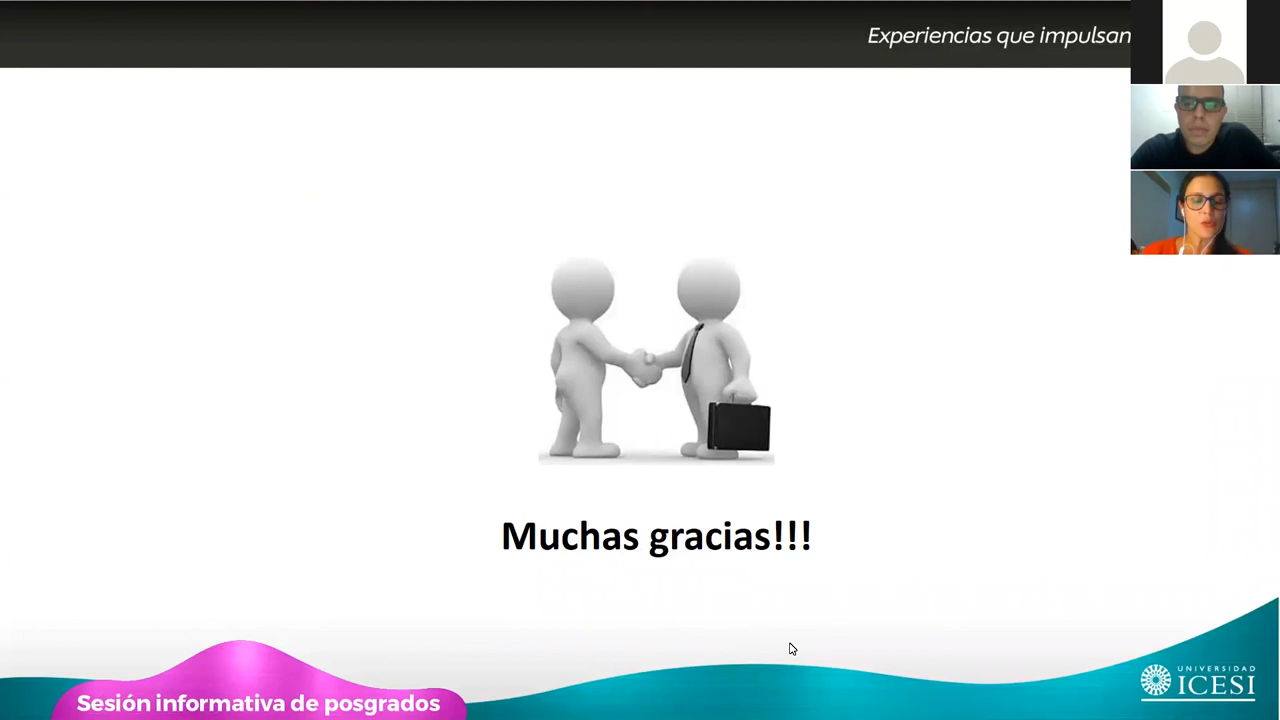 Experiencias que impulsan
Muchas gracias!!!
Sesión informativa de posgrados
UNIVERSIDAD
ICESI